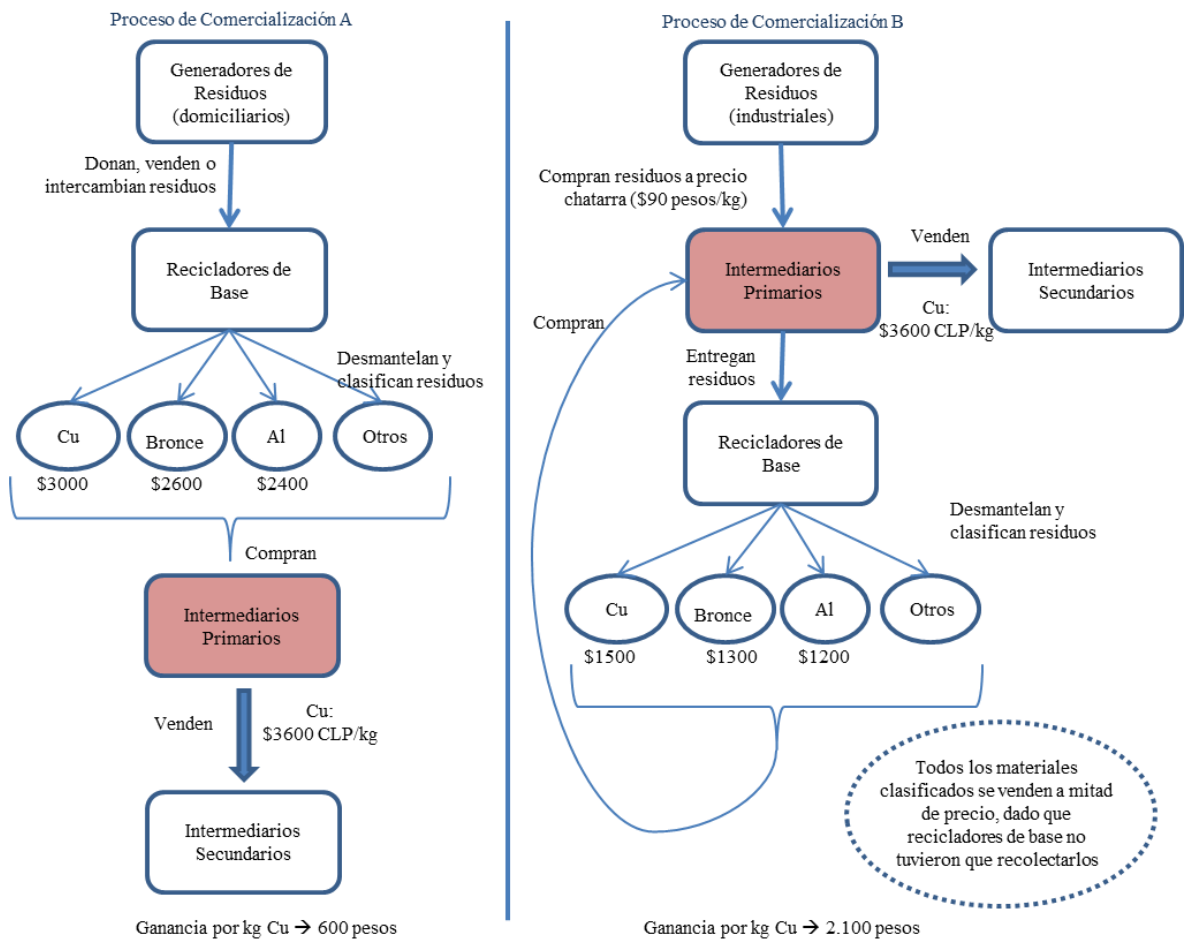 Proceso de Comercialización A
Generadores de
Residuos
(domiciliarios)
Donan, venden o
intercambian residuos
Recicladores de
Base
Desmantelan y
clasifican residuos
Cu
Bronce
Al
Otros
$3000
$2600
$2400
Compran
Intermediarios
Primarios
Venden
Cu:
$3600 CLP/kg
Intermediarios
Secundarios
Ganancia por kg Cu → 600 pesos
Proceso de Comercialización B
Generadores de
Residuos
(industriales)
Compran residuos a precio
chatarra ($90 pesos/kg)
Intermediarios
Primarios
Venden
Cu:
$3600 CLP/kg
Intermediarios
Secundarios
Compran
Entregan
residuos
Recicladores de
Base
Desmantelan y
clasifican residuos
Cu
Bronce
Al
Otros
$1500
$1300
$1200
Todos los materiales
clasificados se venden a mitad
de precio, dado que
recicladores de base no
tuvieron que recolectarlos
Ganancia por kg Cu → 2.100 pesos